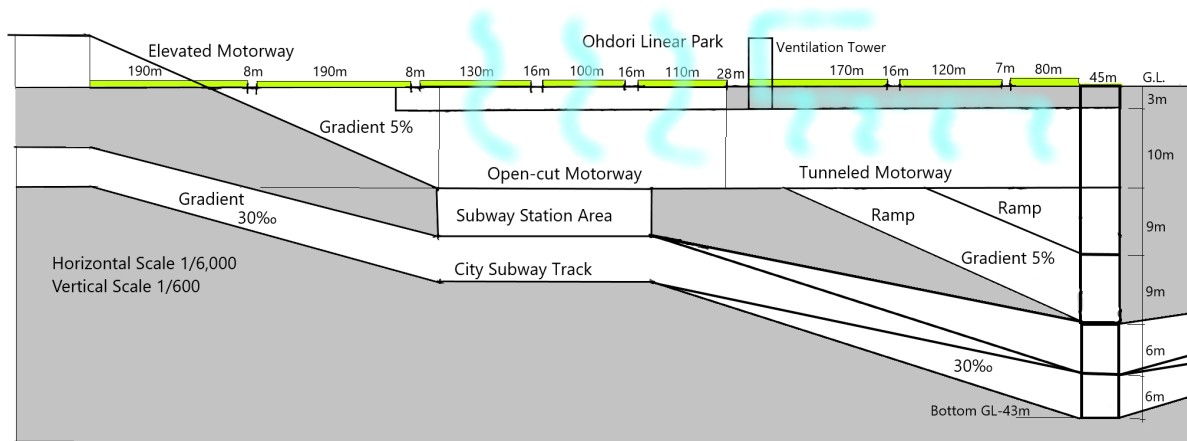 Elevated Motorway
Ohdori Linear Park
Ventilation Tower
190m 8m 190m 8m 130m 16m 100m 16m 110m 28m 170m 16m 120m 7m 80m 45m G.L.
3m
Gradient 5%
10m
Open-cut Motorway
Tunneled Motorway
Gradient
30‰
Subway Station Area
Ramp
Ramp
9m
Gradient 5%
Horizontal Scale 1/6,000
Vertical Scale 1/600
City Subway Track
9m
6m
30‰
6m
Bottom GL-43m